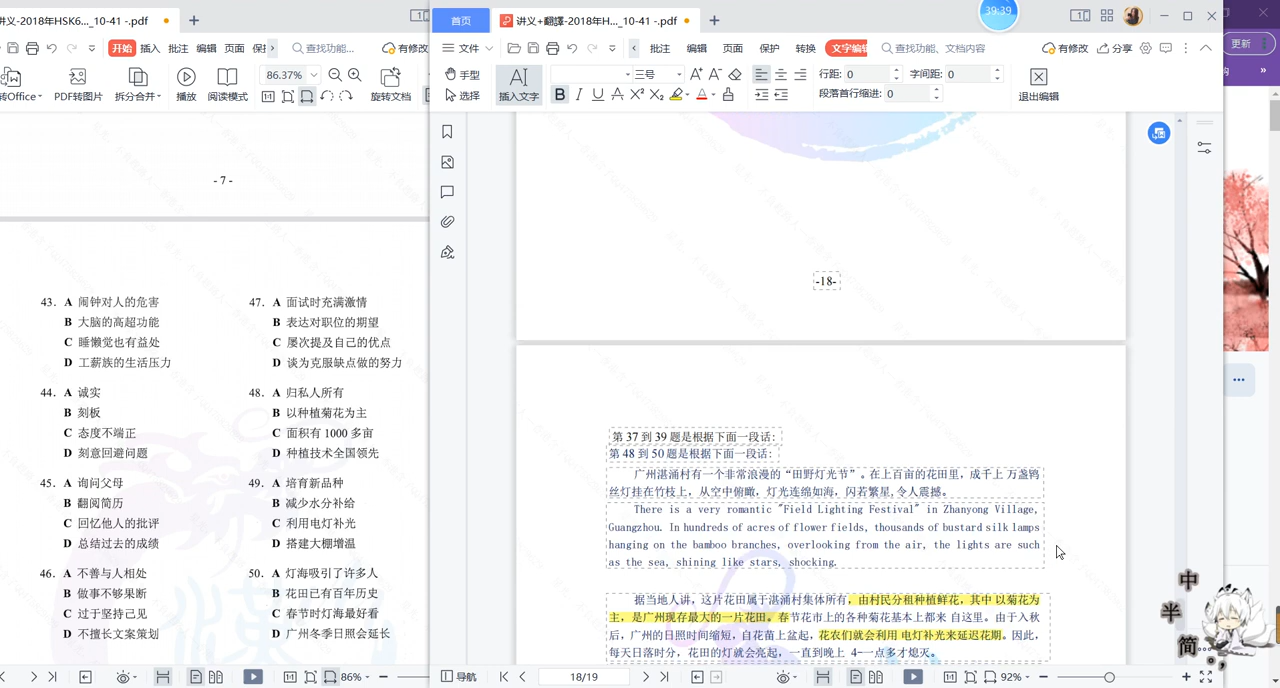 讲义-2018年HSK6..._10-41 -.pdf
首页
讲义+翻譯-2018年H..._10-41 -.pdf
39:39
更新
开始 插入 批注 编辑 页面 保护
查找功能...
有修改
文件
批注 编辑 页面 保护 转换 文字编辑
查找功能、文档内容
有修改 分享
转Office
PDF转图片
拆分合并
播放
阅读模式
86.37%
旋转文档
手型
选择
插入文字
三号
行距: 0
字间距: 0
段落首行缩进: 0
退出编辑
- 7 -
43. A 闹钟对人的危害
B 大脑的高超功能
C 睡懒觉也有益处
D 工薪族的生活压力
44. A 诚实
B 刻板
C 态度不端正
D 刻意回避问题
45. A 询问父母
B 翻阅简历
C 回忆他人的批评
D 总结过去的成绩
46. A 不善与人相处
B 做事不够果断
C 过于坚持己见
D 不擅长文案策划
47. A 面试时充满激情
B 表达对职位的期望
C 屡次提及自己的优点
D 谈为克服缺点做的努力
48. A 归私人所有
B 以种植菊花为主
C 面积有 1000 多亩
D 种植技术全国领先
49. A 培育新品种
B 减少水分补给
C 利用电灯补光
D 搭建大棚增温
50. A 灯海吸引了许多人
B 花田已有百年历史
C 春节时灯海最好看
D 广州冬季日照会延长
-18-
第 37 到 39 题是根据下面一段话:
第 48 到 50 题是根据下面一段话:
广州湛涌村有一个非常浪漫的“田野灯光节”。在上百亩的花田里，成千上 万盏钨
丝灯挂在竹枝上，从空中俯瞰，灯光连绵如海，闪若繁星,令人震撼。
There is a very romantic "Field Lighting Festival" in Zhanyong Village,
Guangzhou. In hundreds of acres of flower fields, thousands of bustard silk lamps
hanging on the bamboo branches, overlooking from the air, the lights are such
as the sea, shining like stars, shocking.
据当地人讲，这片花田属于湛涌村集体所有，由村民分租种植鲜花，其中 以菊花为
主，是广州现存最大的一片花田。春节花市上的各种菊花基本上都来 自这里。由于入秋
后，广州的日照时间缩短，自花苗上盆起，花农们就会利用 电灯补光来延迟花期。因此，
每天日落时分，花田的灯就会亮起，一直到晚上 4-一点多才熄灭。
86%
导航
18/19
92%
中
半
简